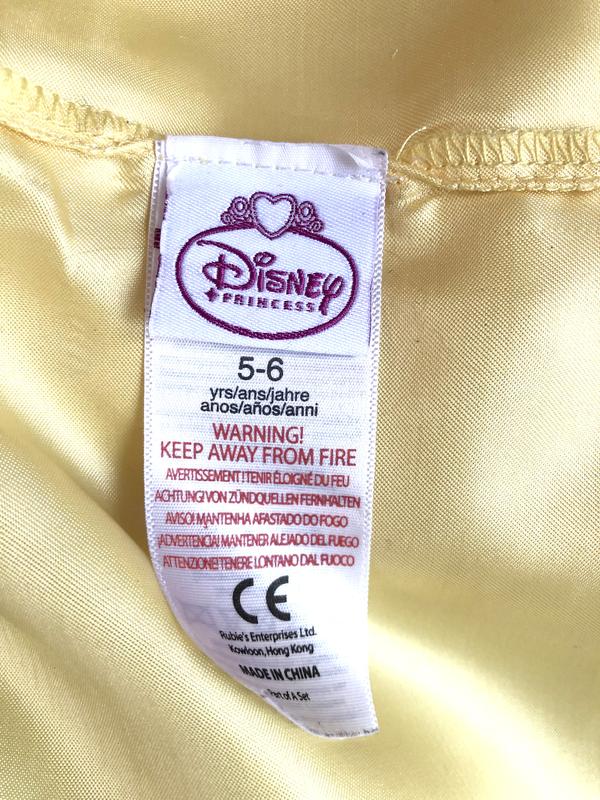 Disney
PRINCESS
5-6
yrs/ans/jahre
anos/años/anni
WARNING!
KEEP AWAY FROM FIRE
AVERTISSEMENT ! TENIR ÉLOIGNÉ DU FEU
ACHTUNG! VON ZÜNDQUELLEN FERNHALTEN
AVISO! MANTENHA AFASTADO DO FOGO
¡ADVERTENCIA! MANTENER ALEJADO DEL FUEGO
ATTENZIONE! TENERE LONTANO DAL FUOCO
CE
Rubie's Enterprises Ltd.
Kowloon, Hong Kong
MADE IN CHINA
Part of A Set